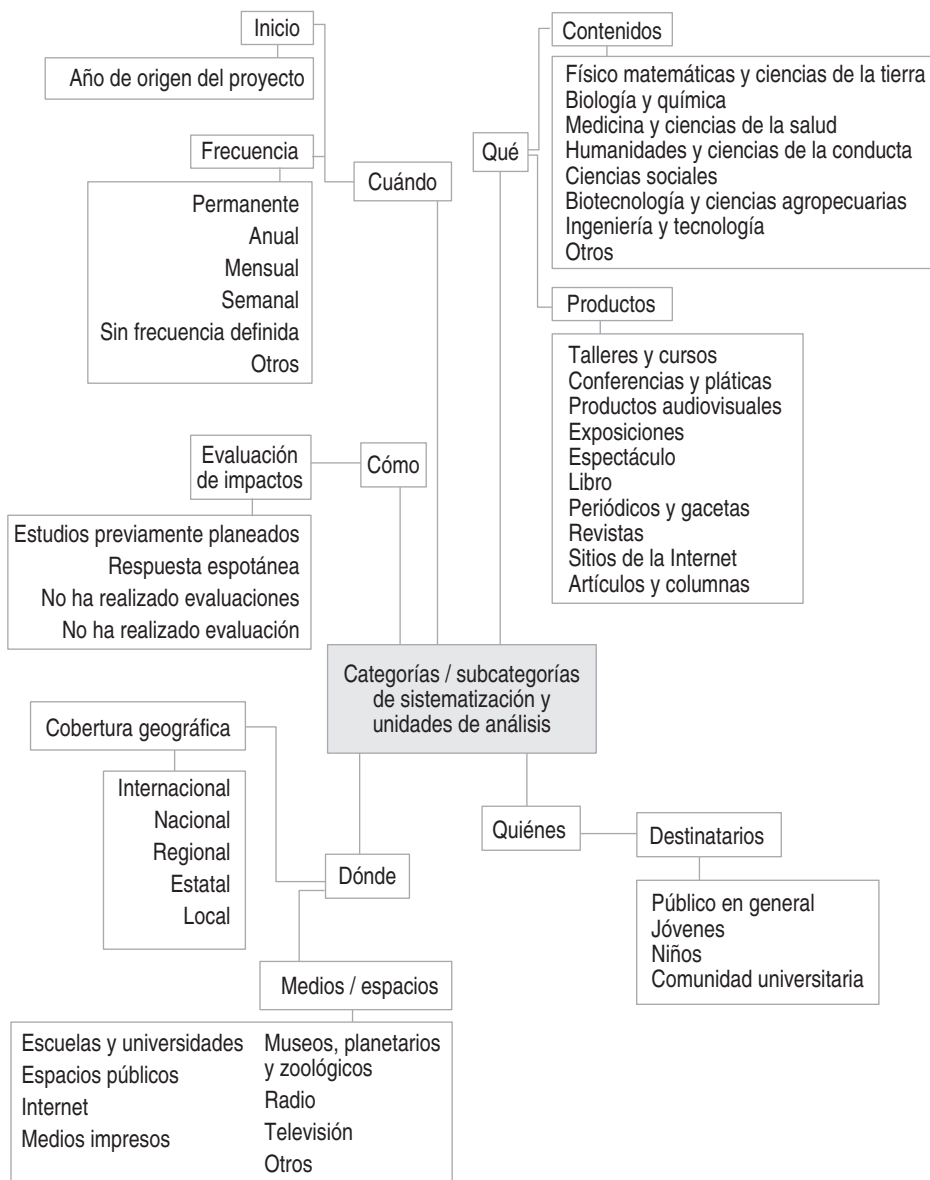 Inicio
Año de origen del proyecto
Frecuencia
Permanente
Anual
Mensual
Semanal
Sin frecuencia definida
Otros
Cuándo
Qué
Contenidos
Físico matemáticas y ciencias de la tierra
Biología y química
Medicina y ciencias de la salud
Humanidades y ciencias de la conducta
Ciencias sociales
Biotecnología y ciencias agropecuarias
Ingeniería y tecnología
Otros
Productos
Talleres y cursos
Conferencias y pláticas
Productos audiovisuales
Exposiciones
Espectáculo
Libro
Periódicos y gacetas
Revistas
Sitios de la Internet
Artículos y columnas
Evaluación
de impactos
Cómo
Estudios previamente planeados
Respuesta espotánea
No ha realizado evaluaciones
No ha realizado evaluación
Categorías / subcategorías
de sistematización y
unidades de análisis
Cobertura geográfica
Internacional
Nacional
Regional
Estatal
Local
Dónde
Quiénes
Destinatarios
Público en general
Jóvenes
Niños
Comunidad universitaria
Medios / espacios
Escuelas y universidades
Espacios públicos
Internet
Medios impresos
Museos, planetarios
y zoológicos
Radio
Televisión
Otros